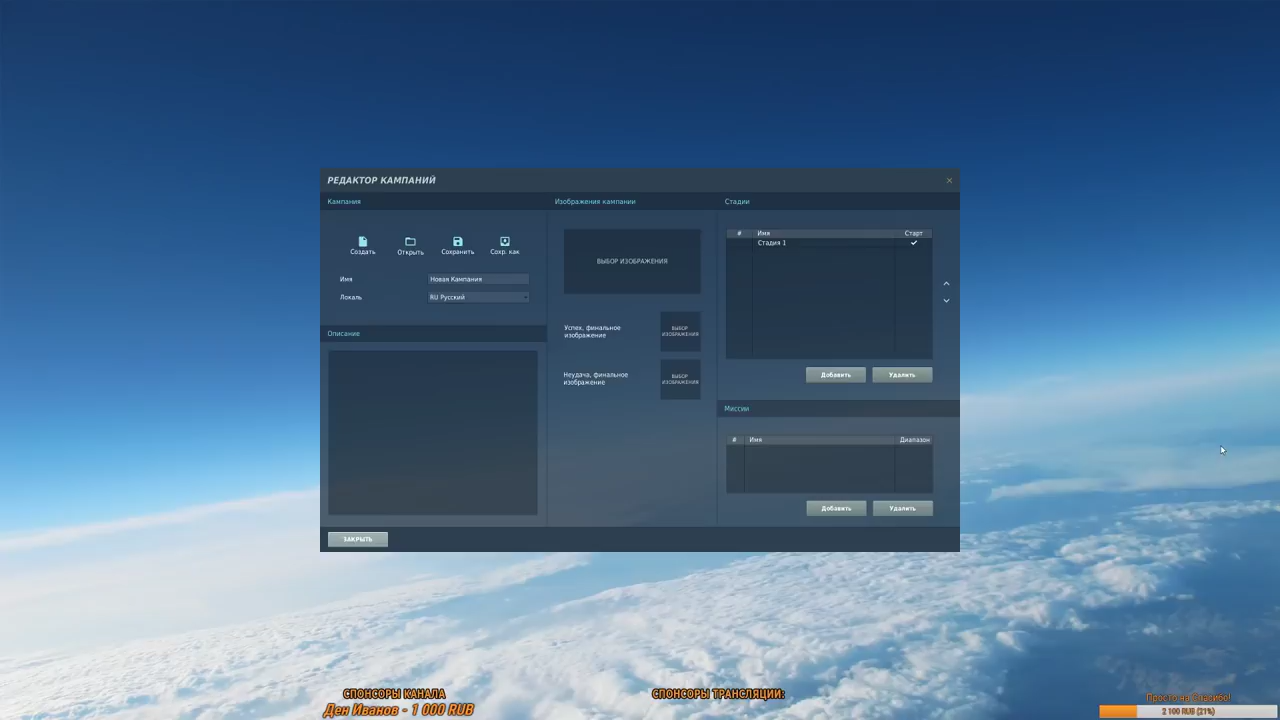 РЕДАКТОР КАМПАНИЙ
Кампания
Создать
Открыть
Сохранить
Сохр. как
Имя
Новая Кампания
Локаль
RU Русский
Описание
Изображения кампании
ВЫБОР ИЗОБРАЖЕНИЯ
Успех, финальное
изображение
ВЫБОР
ИЗОБРАЖЕНИЯ
Неудача, финальное
изображение
ВЫБОР
ИЗОБРАЖЕНИЯ
Стадии
# Имя Старт
Стадия 1
Добавить
Удалить
Миссии
# Имя Диапазон
Добавить
Удалить
ЗАКРЫТЬ
СПОНСОРЫ КАНАЛА
Ден Иванов - 1 000 RUB
СПОНСОРЫ ТРАНСЛЯЦИИ:
Просто на Спасибо!
2 100 RUB (21%)